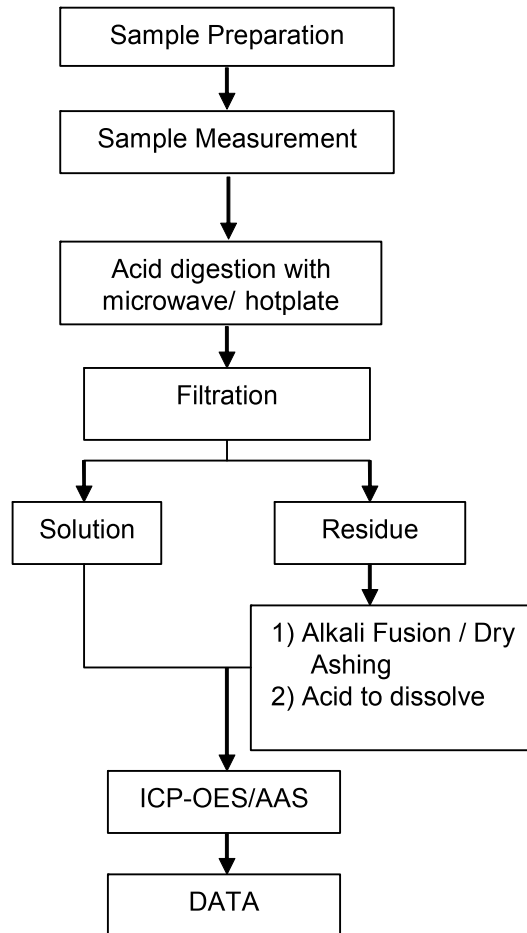 Sample Preparation
Sample Measurement
Acid digestion with
microwave/ hotplate
Filtration
Solution
Residue
1) Alkali Fusion / Dry
Ashing
2) Acid to dissolve
ICP-OES/AAS
DATA